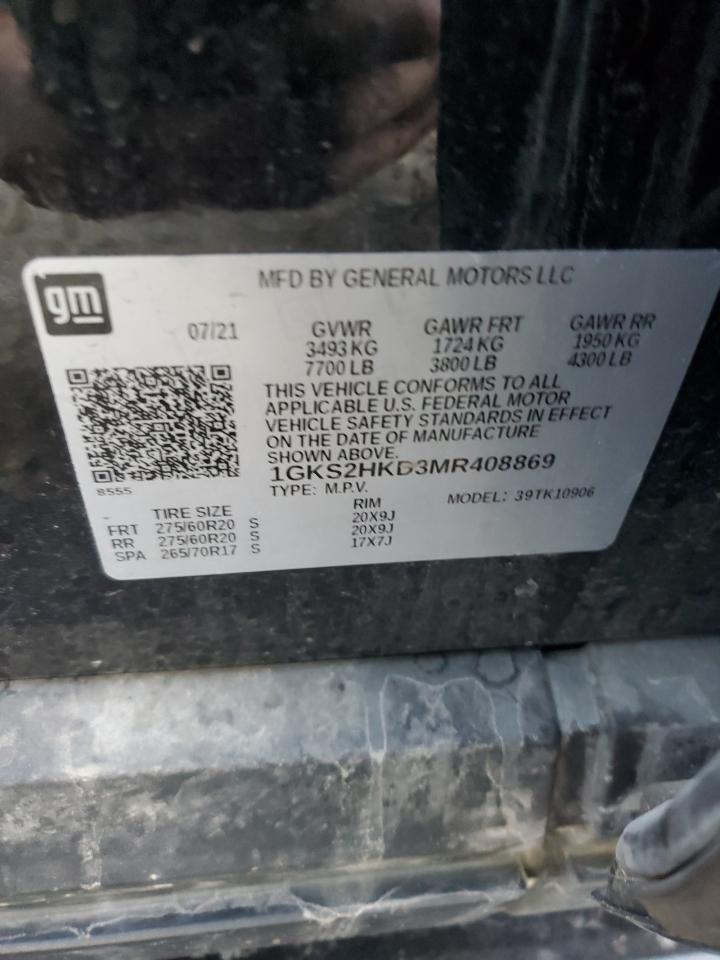 gm
MFD BY GENERAL MOTORS LLC
07/21 GVWR GAWR FRT GAWR RR
3493 KG 1724 KG 1950 KG
7700 LB 3800 LB 4300 LB
THIS VEHICLE CONFORMS TO ALL
APPLICABLE U.S. FEDERAL MOTOR
VEHICLE SAFETY STANDARDS IN EFFECT
ON THE DATE OF MANUFACTURE
SHOWN ABOVE.
1GKS2HKD3MR408869
8555 TYPE: M.P.V. MODEL: 39TK10906
TIRE SIZE RIM
FRT 275/60R20 S 20X9J
RR 275/60R20 S 20X9J
SPA 265/70R17 S 17X7J